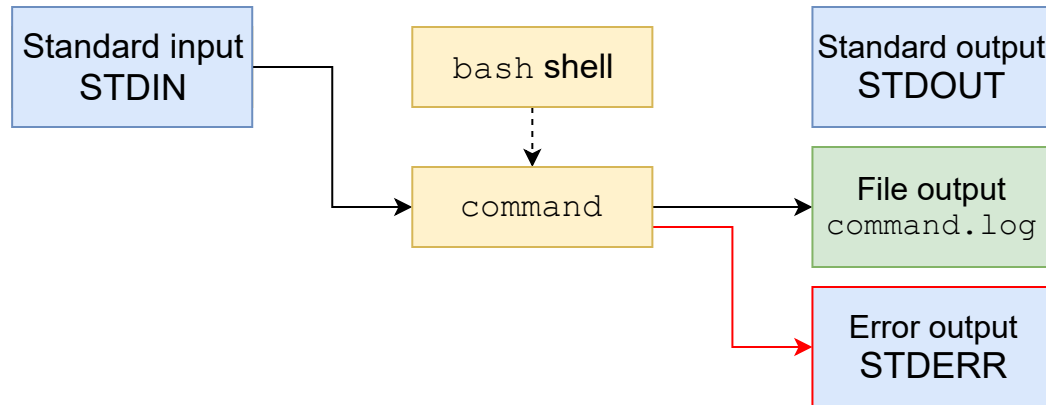 Standard input
STDIN
bash shell
Standard output
STDOUT
command
File output
command.log
Error output
STDERR